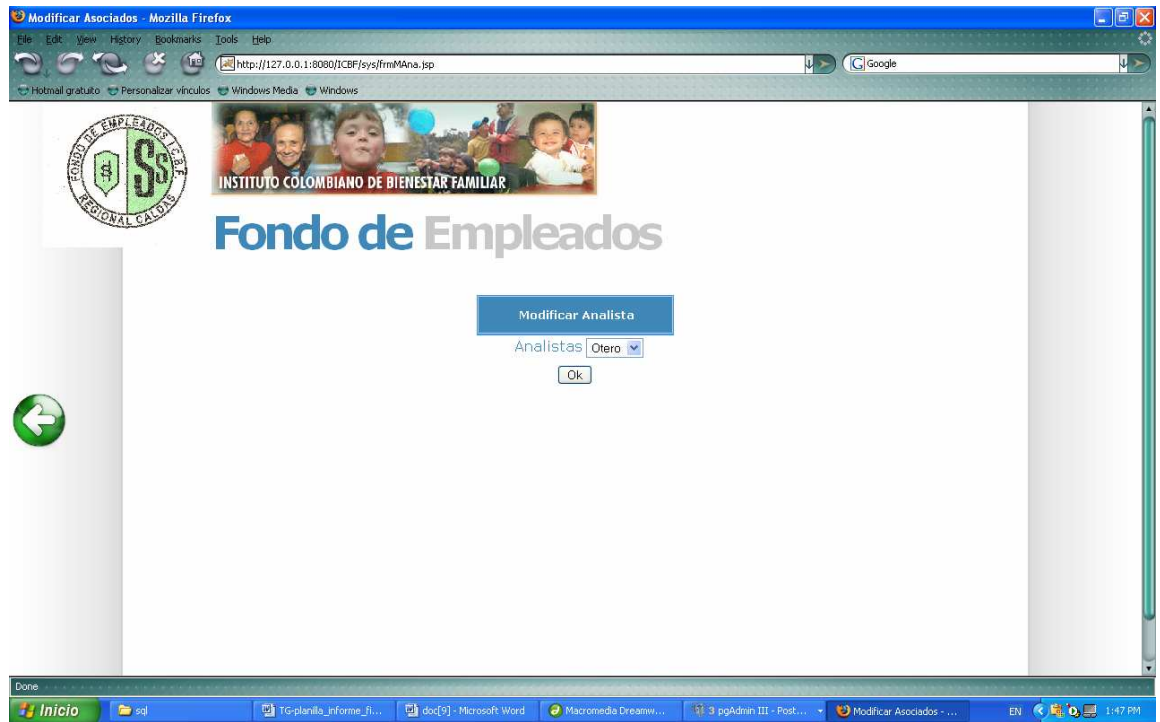 Modificar Asociados - Mozilla Firefox
File Edit View History Bookmarks Tools Help
http://127.0.0.1:8080/ICBF/sys/frmMAna.jsp
Google
Hotmail gratuito Personalizar vínculos Windows Media Windows
FONDO DE EMPLEADOS I.C.B.F.
Ss
REGIONAL CALDAS
INSTITUTO COLOMBIANO DE BIENESTAR FAMILIAR
Fondo de Empleados
Modificar Analista
Analistas Otero
Ok
Done
Inicio sql TG-planilla_informe_fi... doc[9] - Microsoft Word Macromedia Dreamw... 3 pgAdmin III - Post... Modificar Asociados - ... EN 1:47 PM